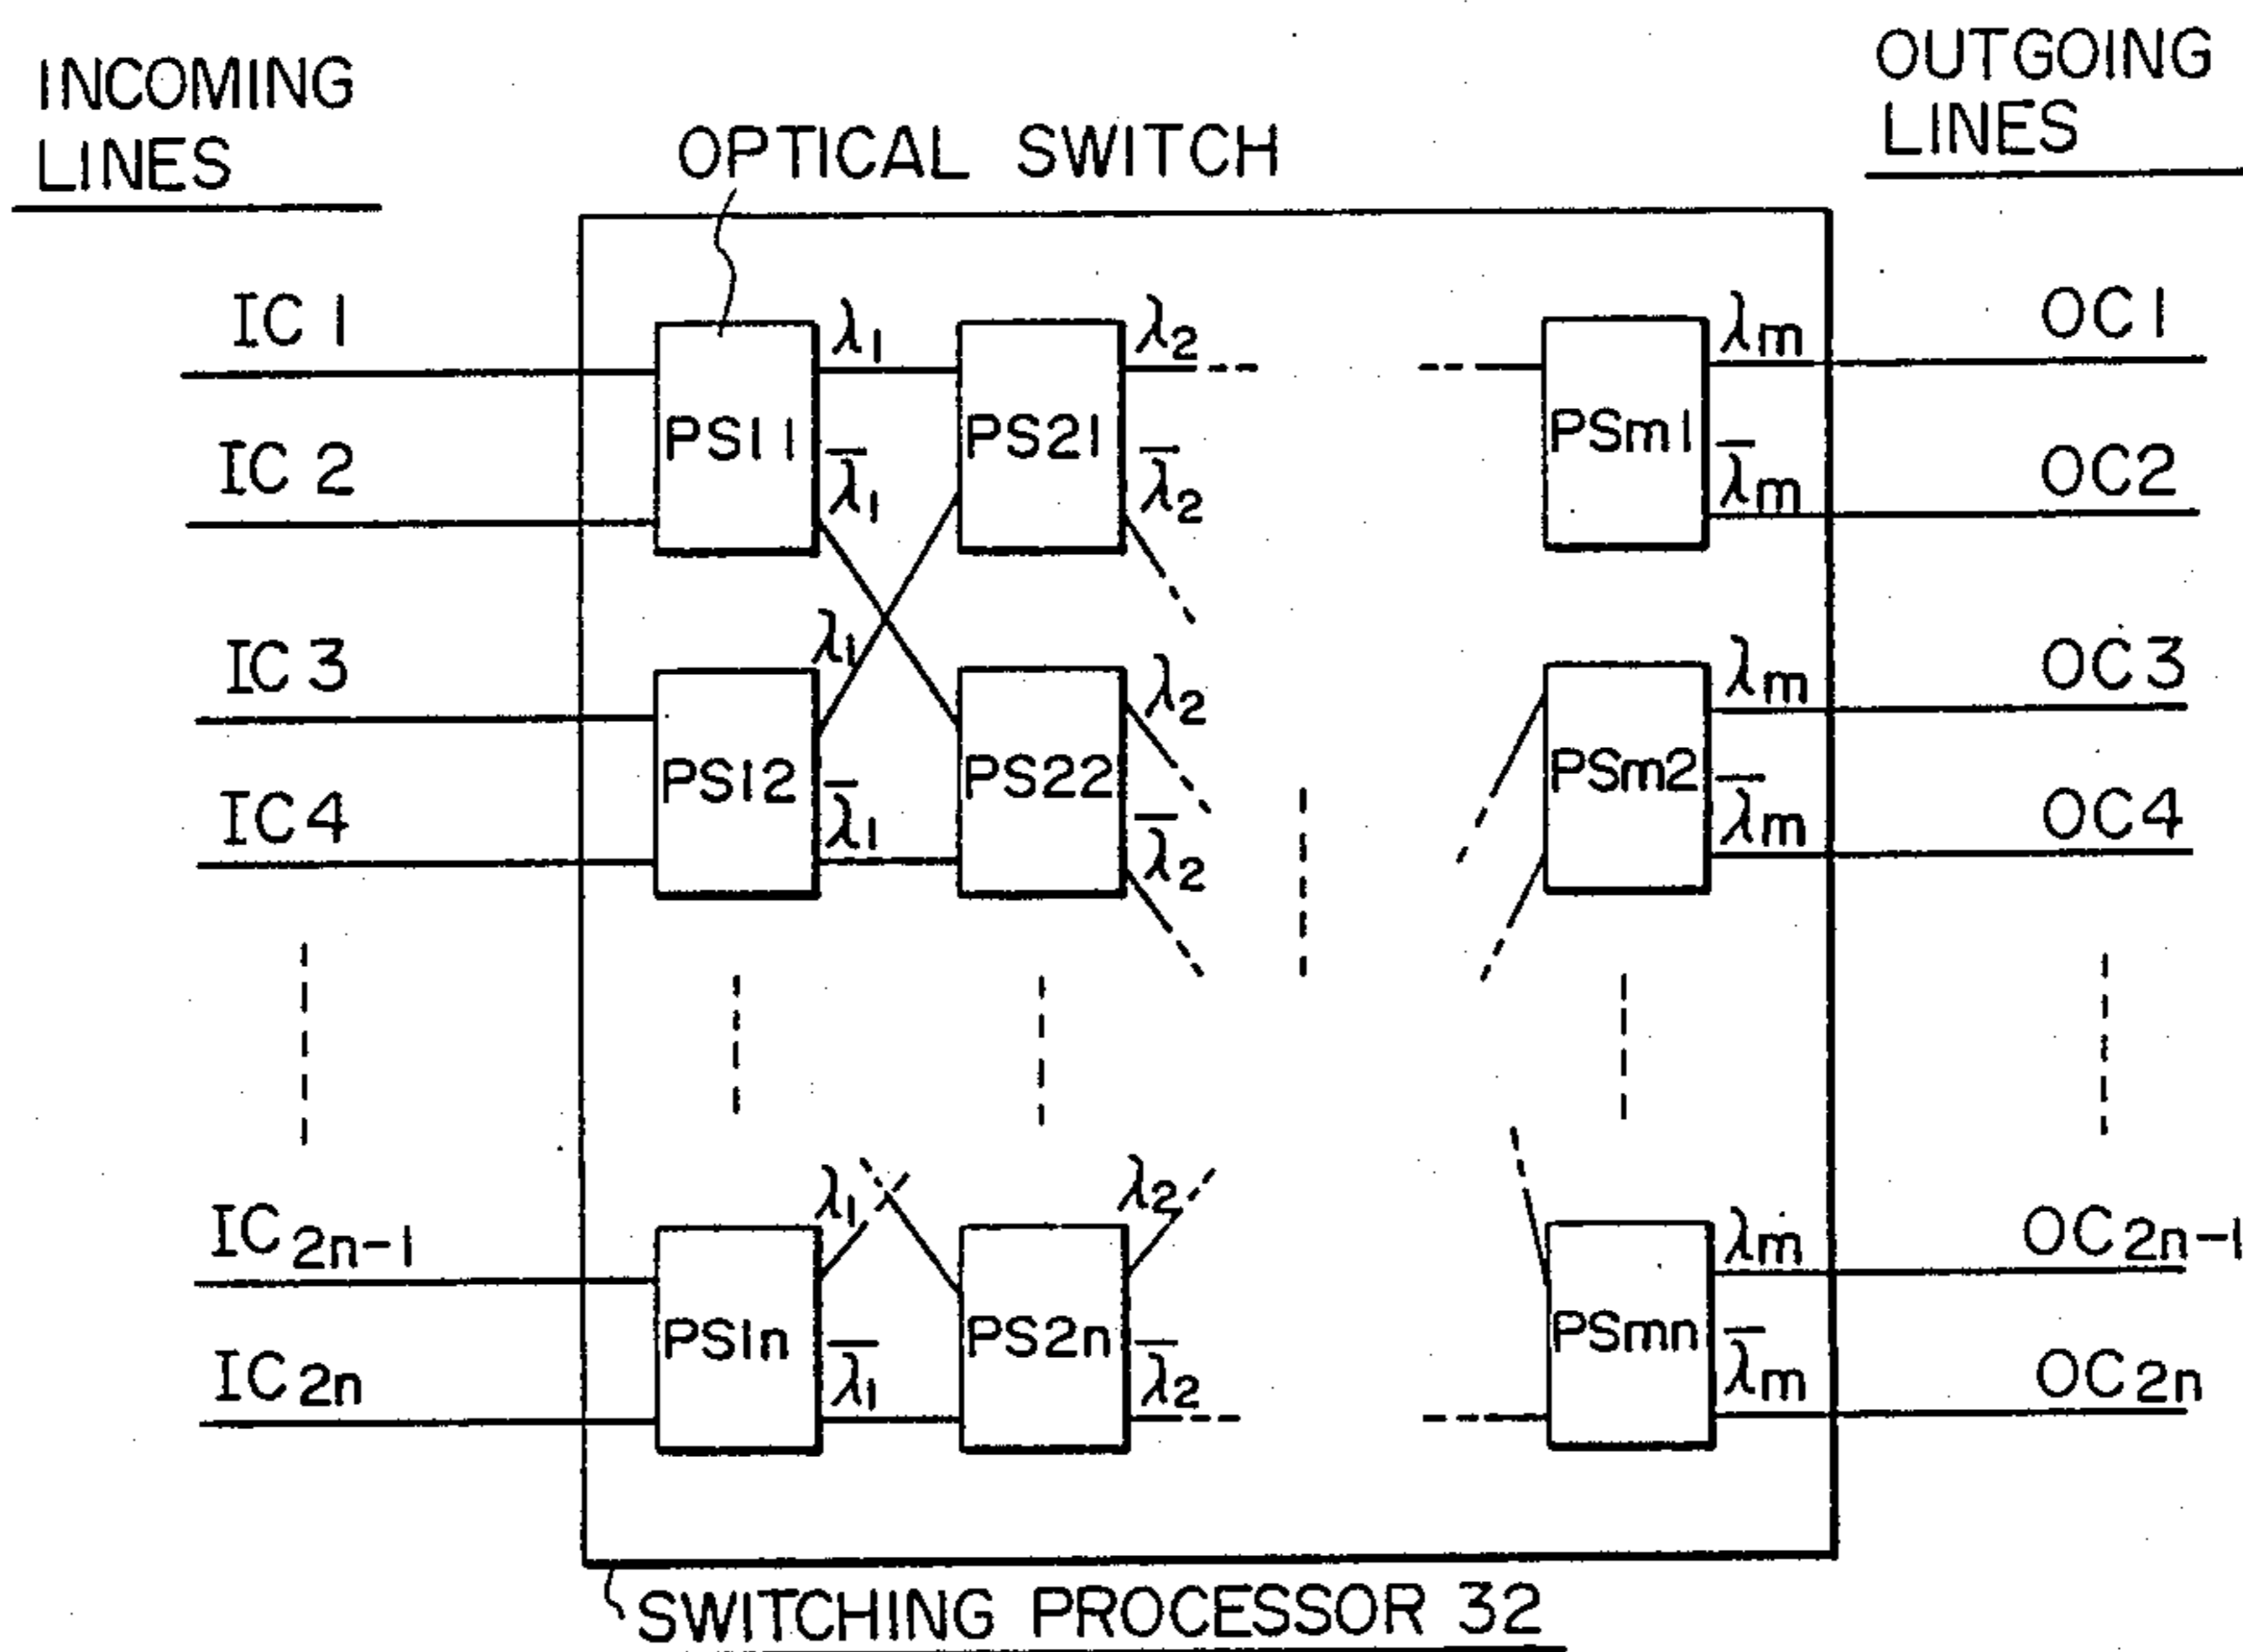 INCOMING
LINES
OUTGOING
LINES
OPTICAL SWITCH
IC 1
λ1
λ2
λm
OC1
PS11
PS21
PSm1
IC 2
λ̅1
λ̅2
λ̅m
OC2
IC 3
λ1
λ2
λm
OC3
PS12
PS22
PSm2
IC4
λ̅1
λ̅2
λ̅m
OC4
IC2n-1
λ1
λ2
λm
OC2n-1
PS1n
PS2n
PSmn
IC2n
λ̅1
λ̅2
λ̅m
OC2n
SWITCHING PROCESSOR 32